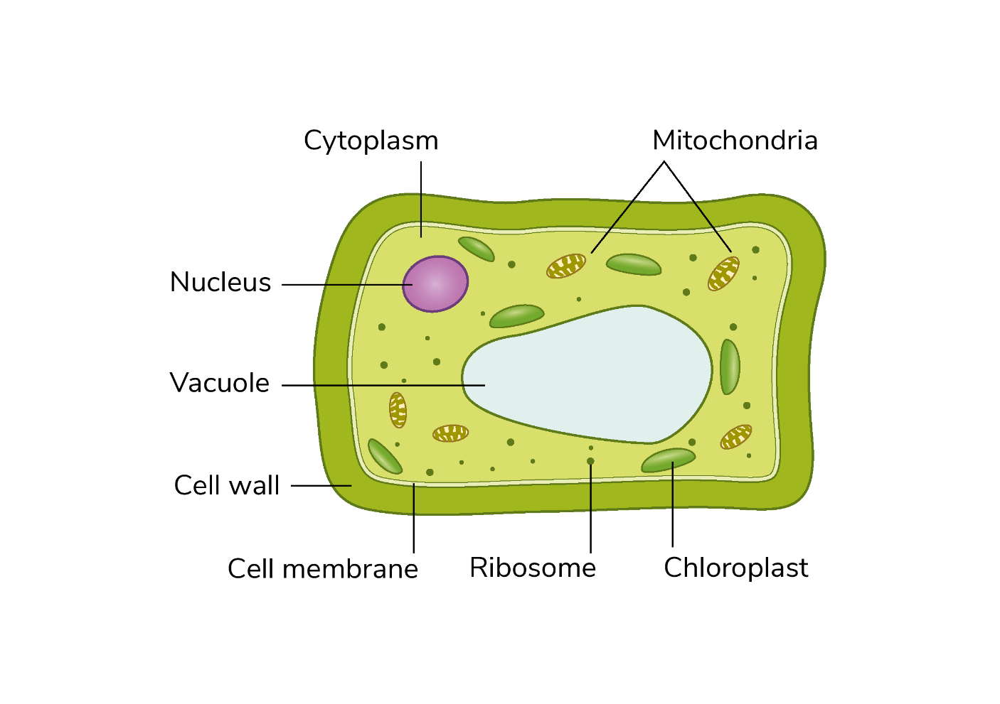 Cytoplasm
Mitochondria
Nucleus
Vacuole
Cell wall
Cell membrane
Ribosome
Chloroplast